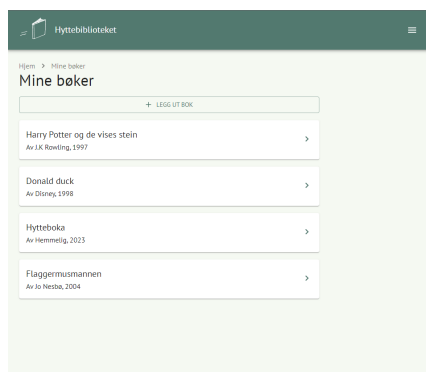 Hyttebiblioteket
Hjem > Mine bøker
Mine bøker
+ LEGG UT BOK
Harry Potter og de vises stein
Av J.K Rowling, 1997
Donald duck
Av Disney, 1998
Hytteboka
Av Hemmelig, 2023
Flaggermusmannen
Av Jo Nesbø, 2004